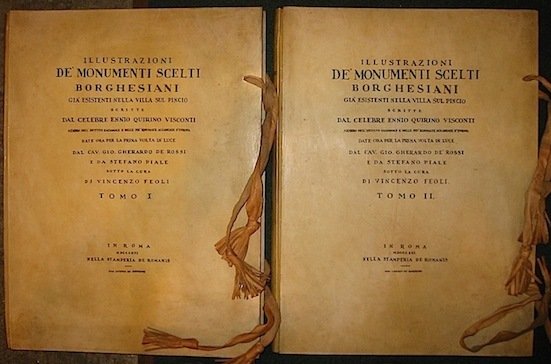 ILLUSTRAZIONI
DE' MONUMENTI SCELTI
BORGHESIANI
GIÀ ESISTENTI NELLA VILLA SUL PINCIO
SCRITTE
DAL CELEBRE ENNIO QUIRINO VISCONTI
DATE ORA PER LA PRIMA VOLTA DI LUCE
DAL CAV. GIO. GHERARDO DE ROSSI
E DA STEFANO PIALE
SOTTO LA CURA
DI VINCENZO FEOLI
TOMO I
IN ROMA
MDCCCXXI
NELLA STAMPERIA DE ROMANIS
ILLUSTRAZIONI
DE' MONUMENTI SCELTI
BORGHESIANI
GIÀ ESISTENTI NELLA VILLA SUL PINCIO
SCRITTE
DAL CELEBRE ENNIO QUIRINO VISCONTI
DATE ORA PER LA PRIMA VOLTA DI LUCE
DAL CAV. GIO. GHERARDO DE ROSSI
E DA STEFANO PIALE
SOTTO LA CURA
DI VINCENZO FEOLI.
TOMO II.
IN ROMA
MDCCCXXI
NELLA STAMPERIA DE ROMANIS